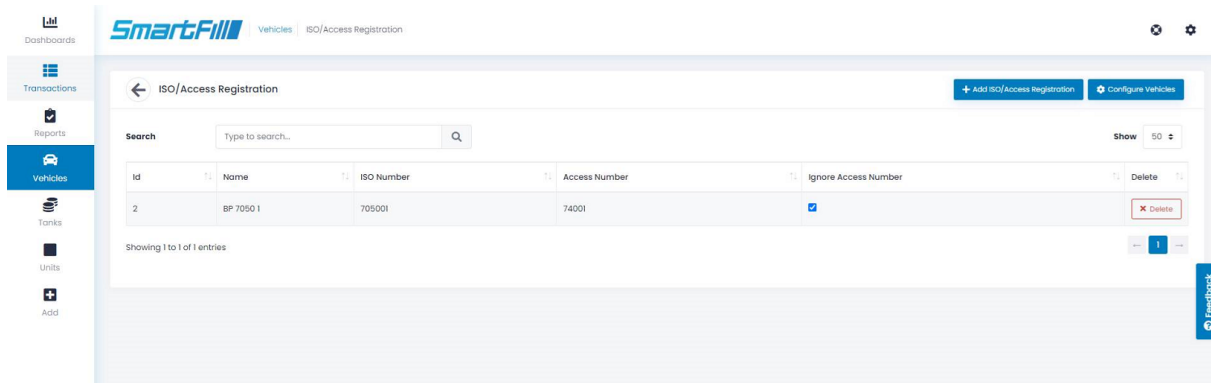 Dashboards
Transactions
Reports
Vehicles
Tanks
Units
Add
SmartFill
Vehicles ISO/Access Registration
ISO/Access Registration
Add ISO/Access Registration
Configure Vehicles
Search
Type to search...
Show 50
Id Name ISO Number Access Number Ignore Access Number Delete
2 BP 7050 1 705001 74001 Delete
Showing 1 to 1 of 1 entries
← 1 →
Feedback